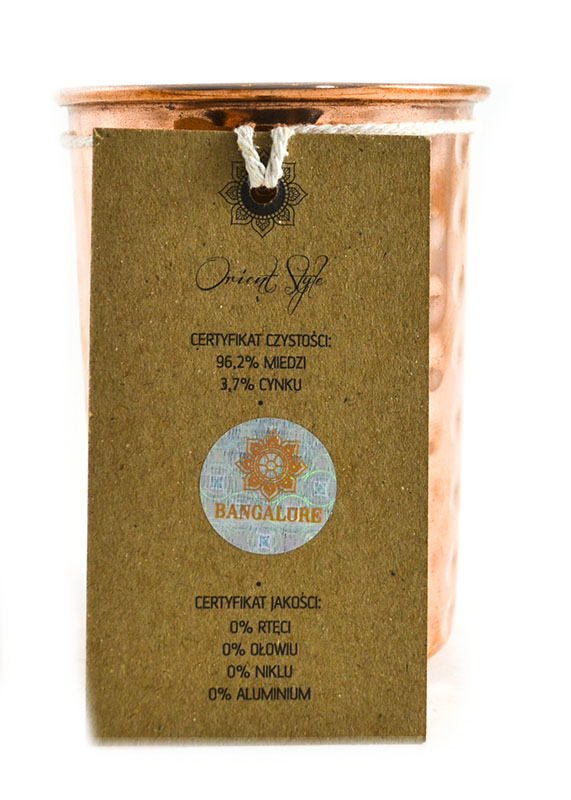 Orient Style
CERTYFIKAT CZYSTOŚCI:
96,2% MIEDZI
3,7% CYNKU
BANGALORE
CERTYFIKAT JAKOŚCI:
0% RTĘCI
0% OŁOWIU
0% NIKLU
0% ALUMINIUM